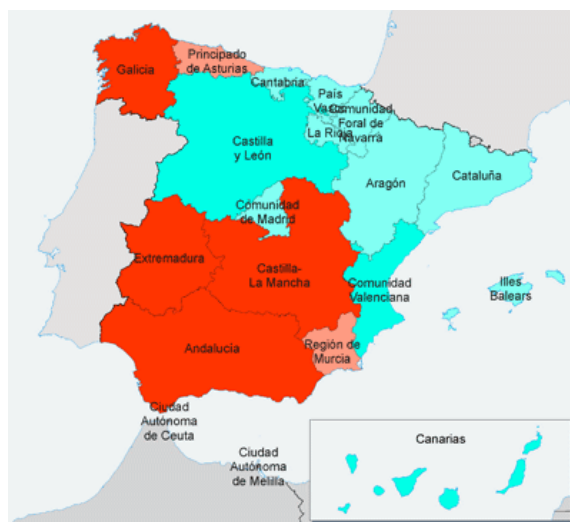 Galicia
Principado
de Asturias
Cantabria
País
Vasco
Comunidad
Foral de
Navarra
La Rioja
Castilla
y León
Aragón
Cataluña
Comunidad
de Madrid
Extremadura
Castilla-
La Mancha
Comunidad
Valenciana
Illes
Balears
Andalucía
Región de
Murcia
Ciudad
Autónoma
de Ceuta
Ciudad
Autónoma
de Melilla
Canarias